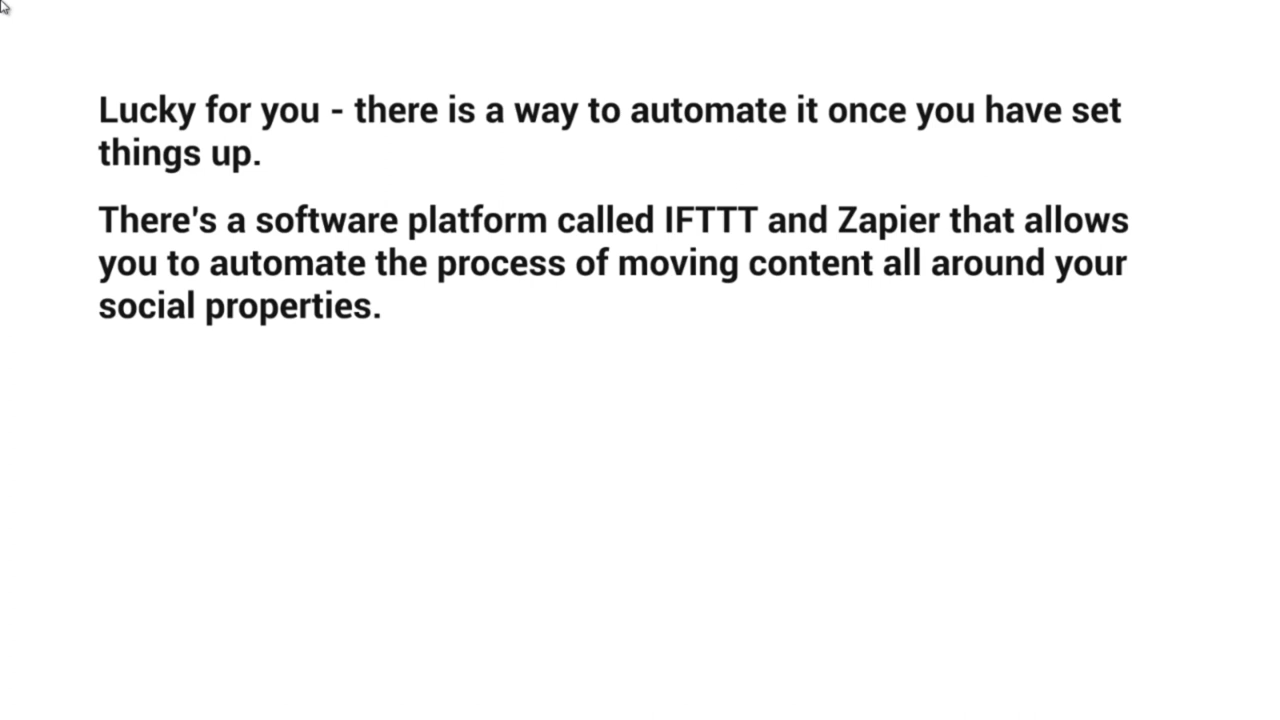 Lucky for you - there is a way to automate it once you have set
things up.
There's a software platform called IFTTT and Zapier that allows
you to automate the process of moving content all around your
social properties.